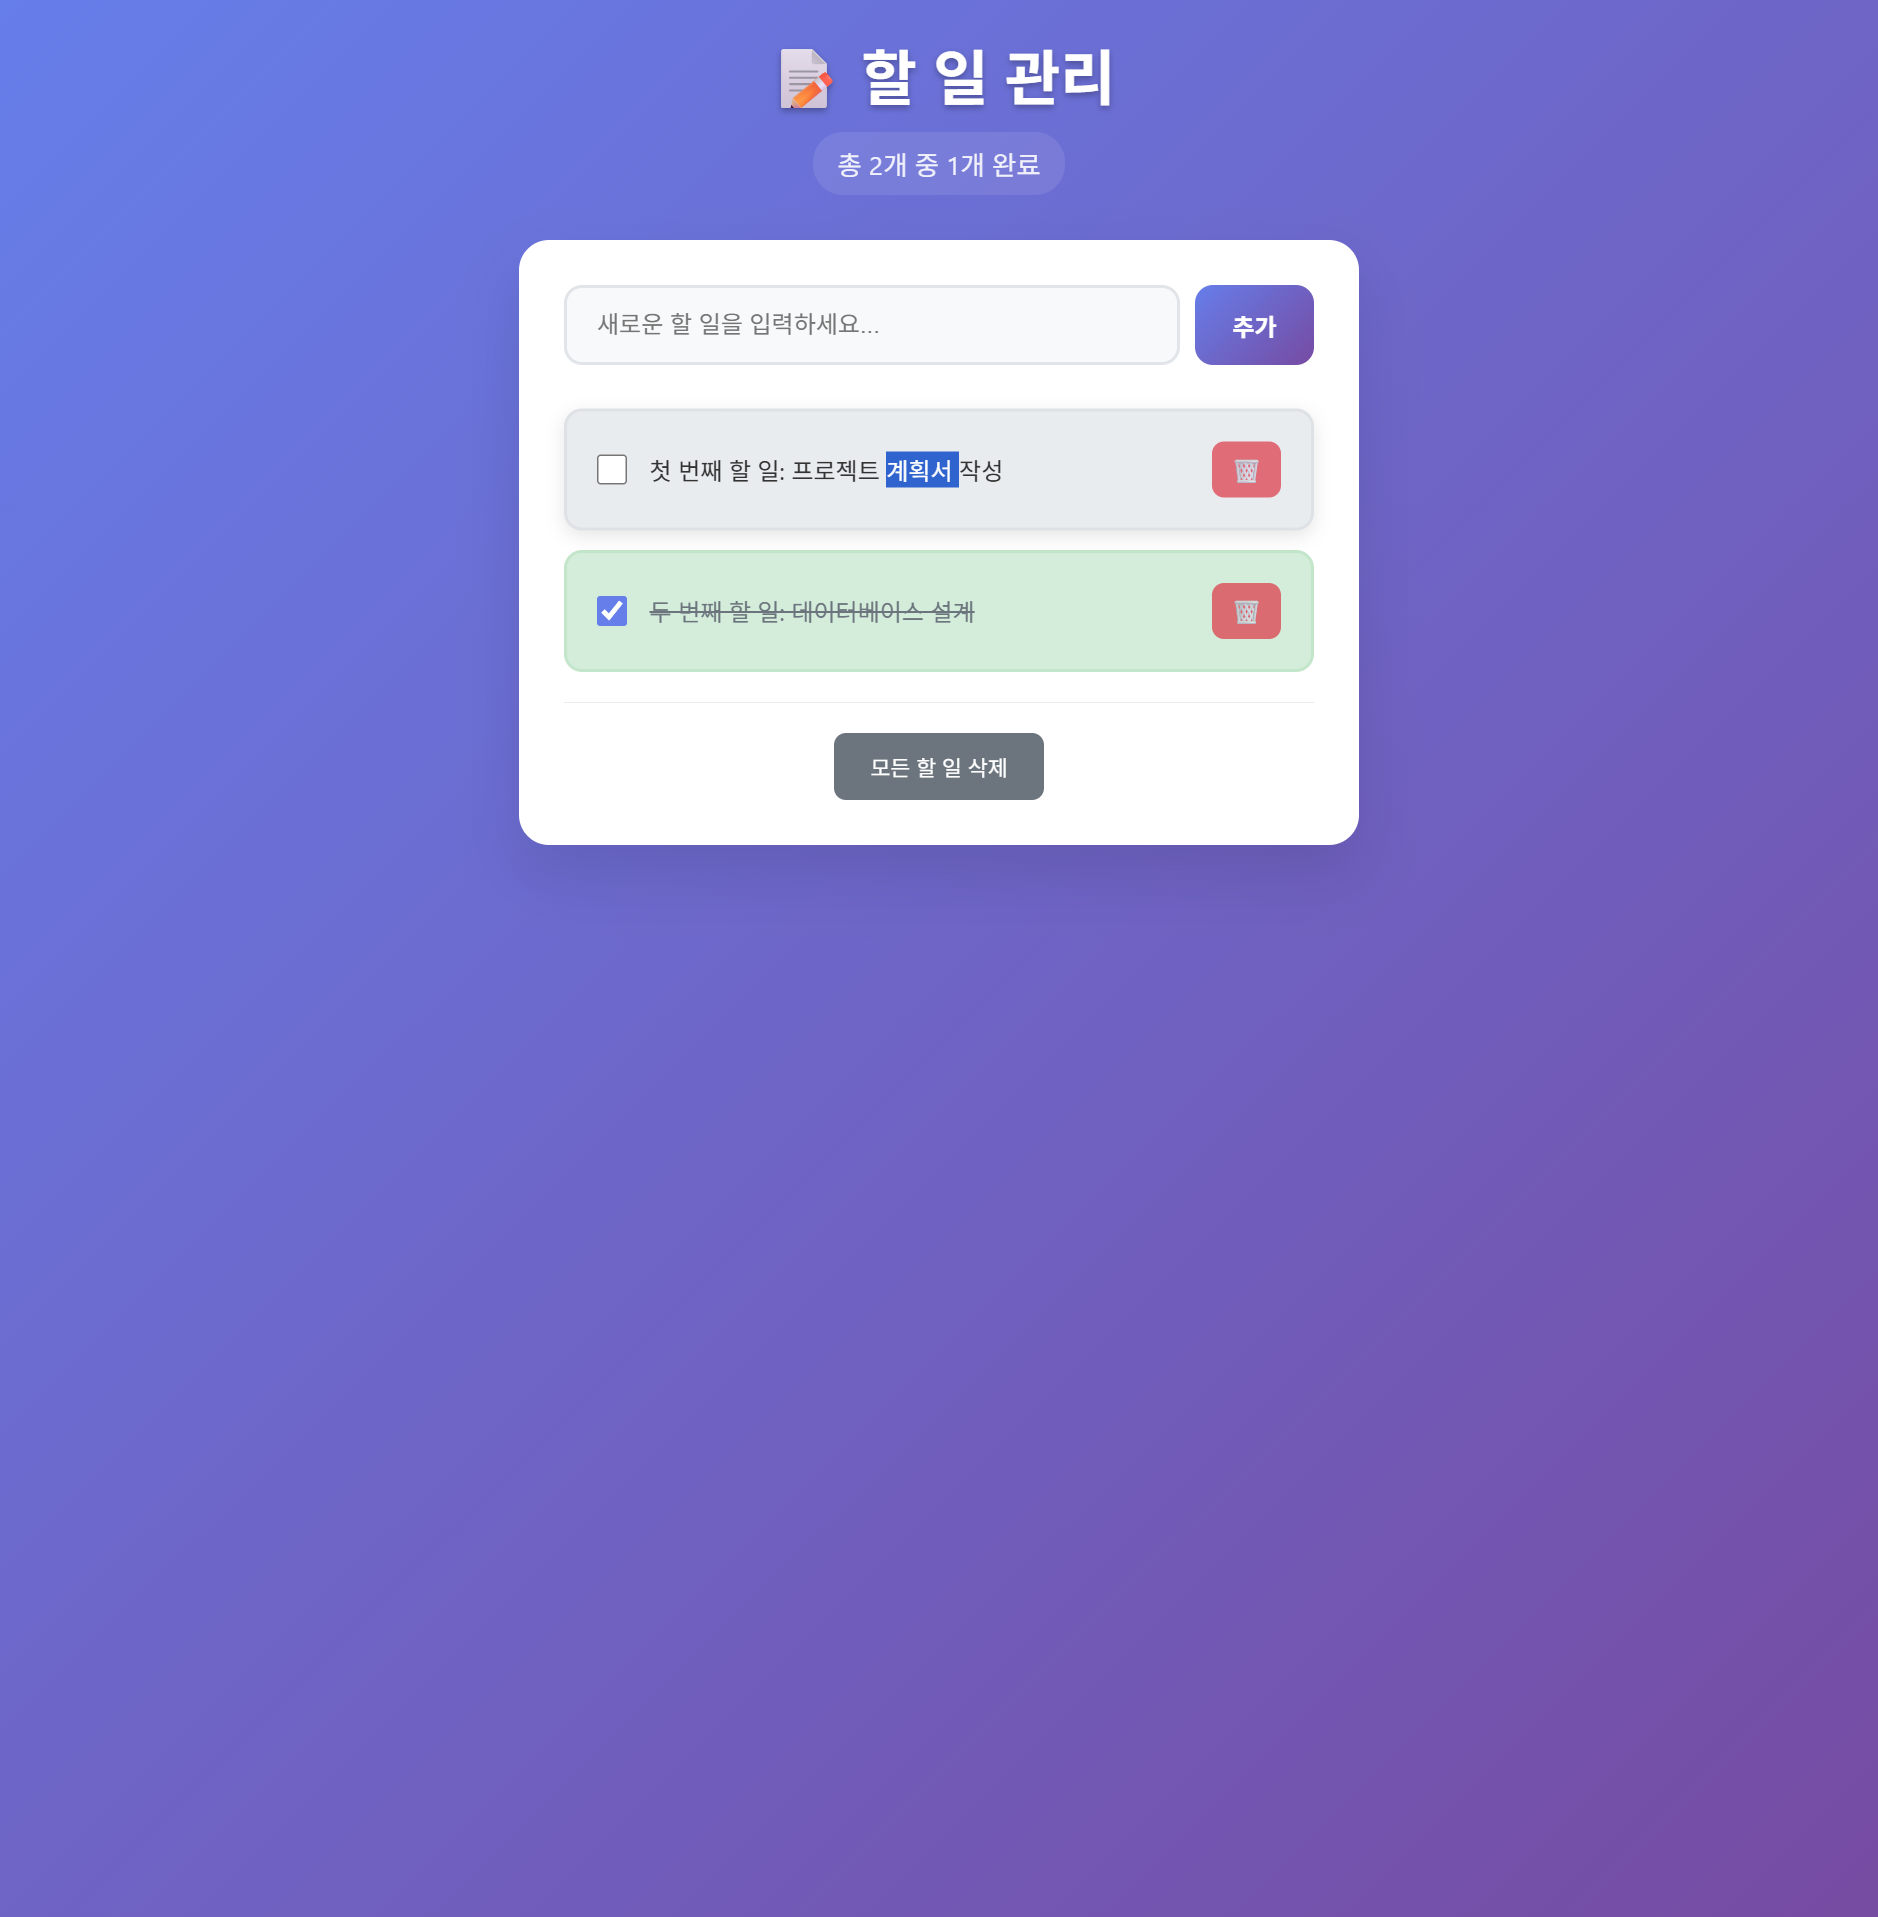 📝 할 일 관리
총 2개 중 1개 완료
새로운 할 일을 입력하세요...
추가
첫 번째 할 일: 프로젝트 계획서 작성
두 번째 할 일: 데이터베이스 설계
모든 할 일 삭제